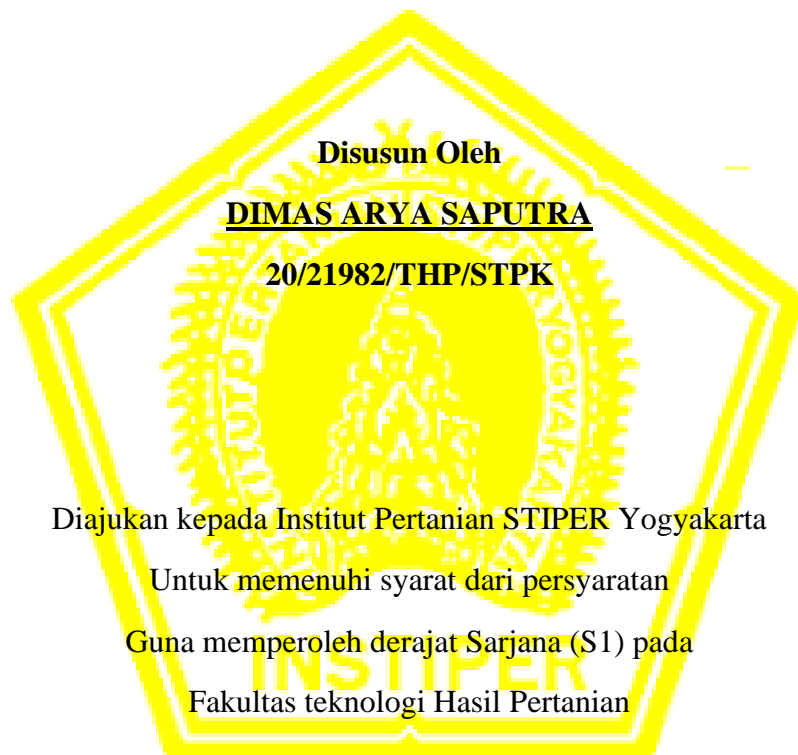 Disusun Oleh
DIMAS ARYA SAPUTRA
20/21982/THP/STPK
Diajukan kepada Institut Pertanian STIPER Yogyakarta
Untuk memenuhi syarat dari persyaratan
Guna memperoleh derajat Sarjana (S1) pada
INSTIPER
Fakultas teknologi Hasil Pertanian